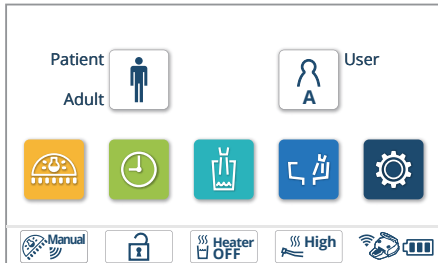 Patient
Adult
User
A
Manual
Heater
OFF
High